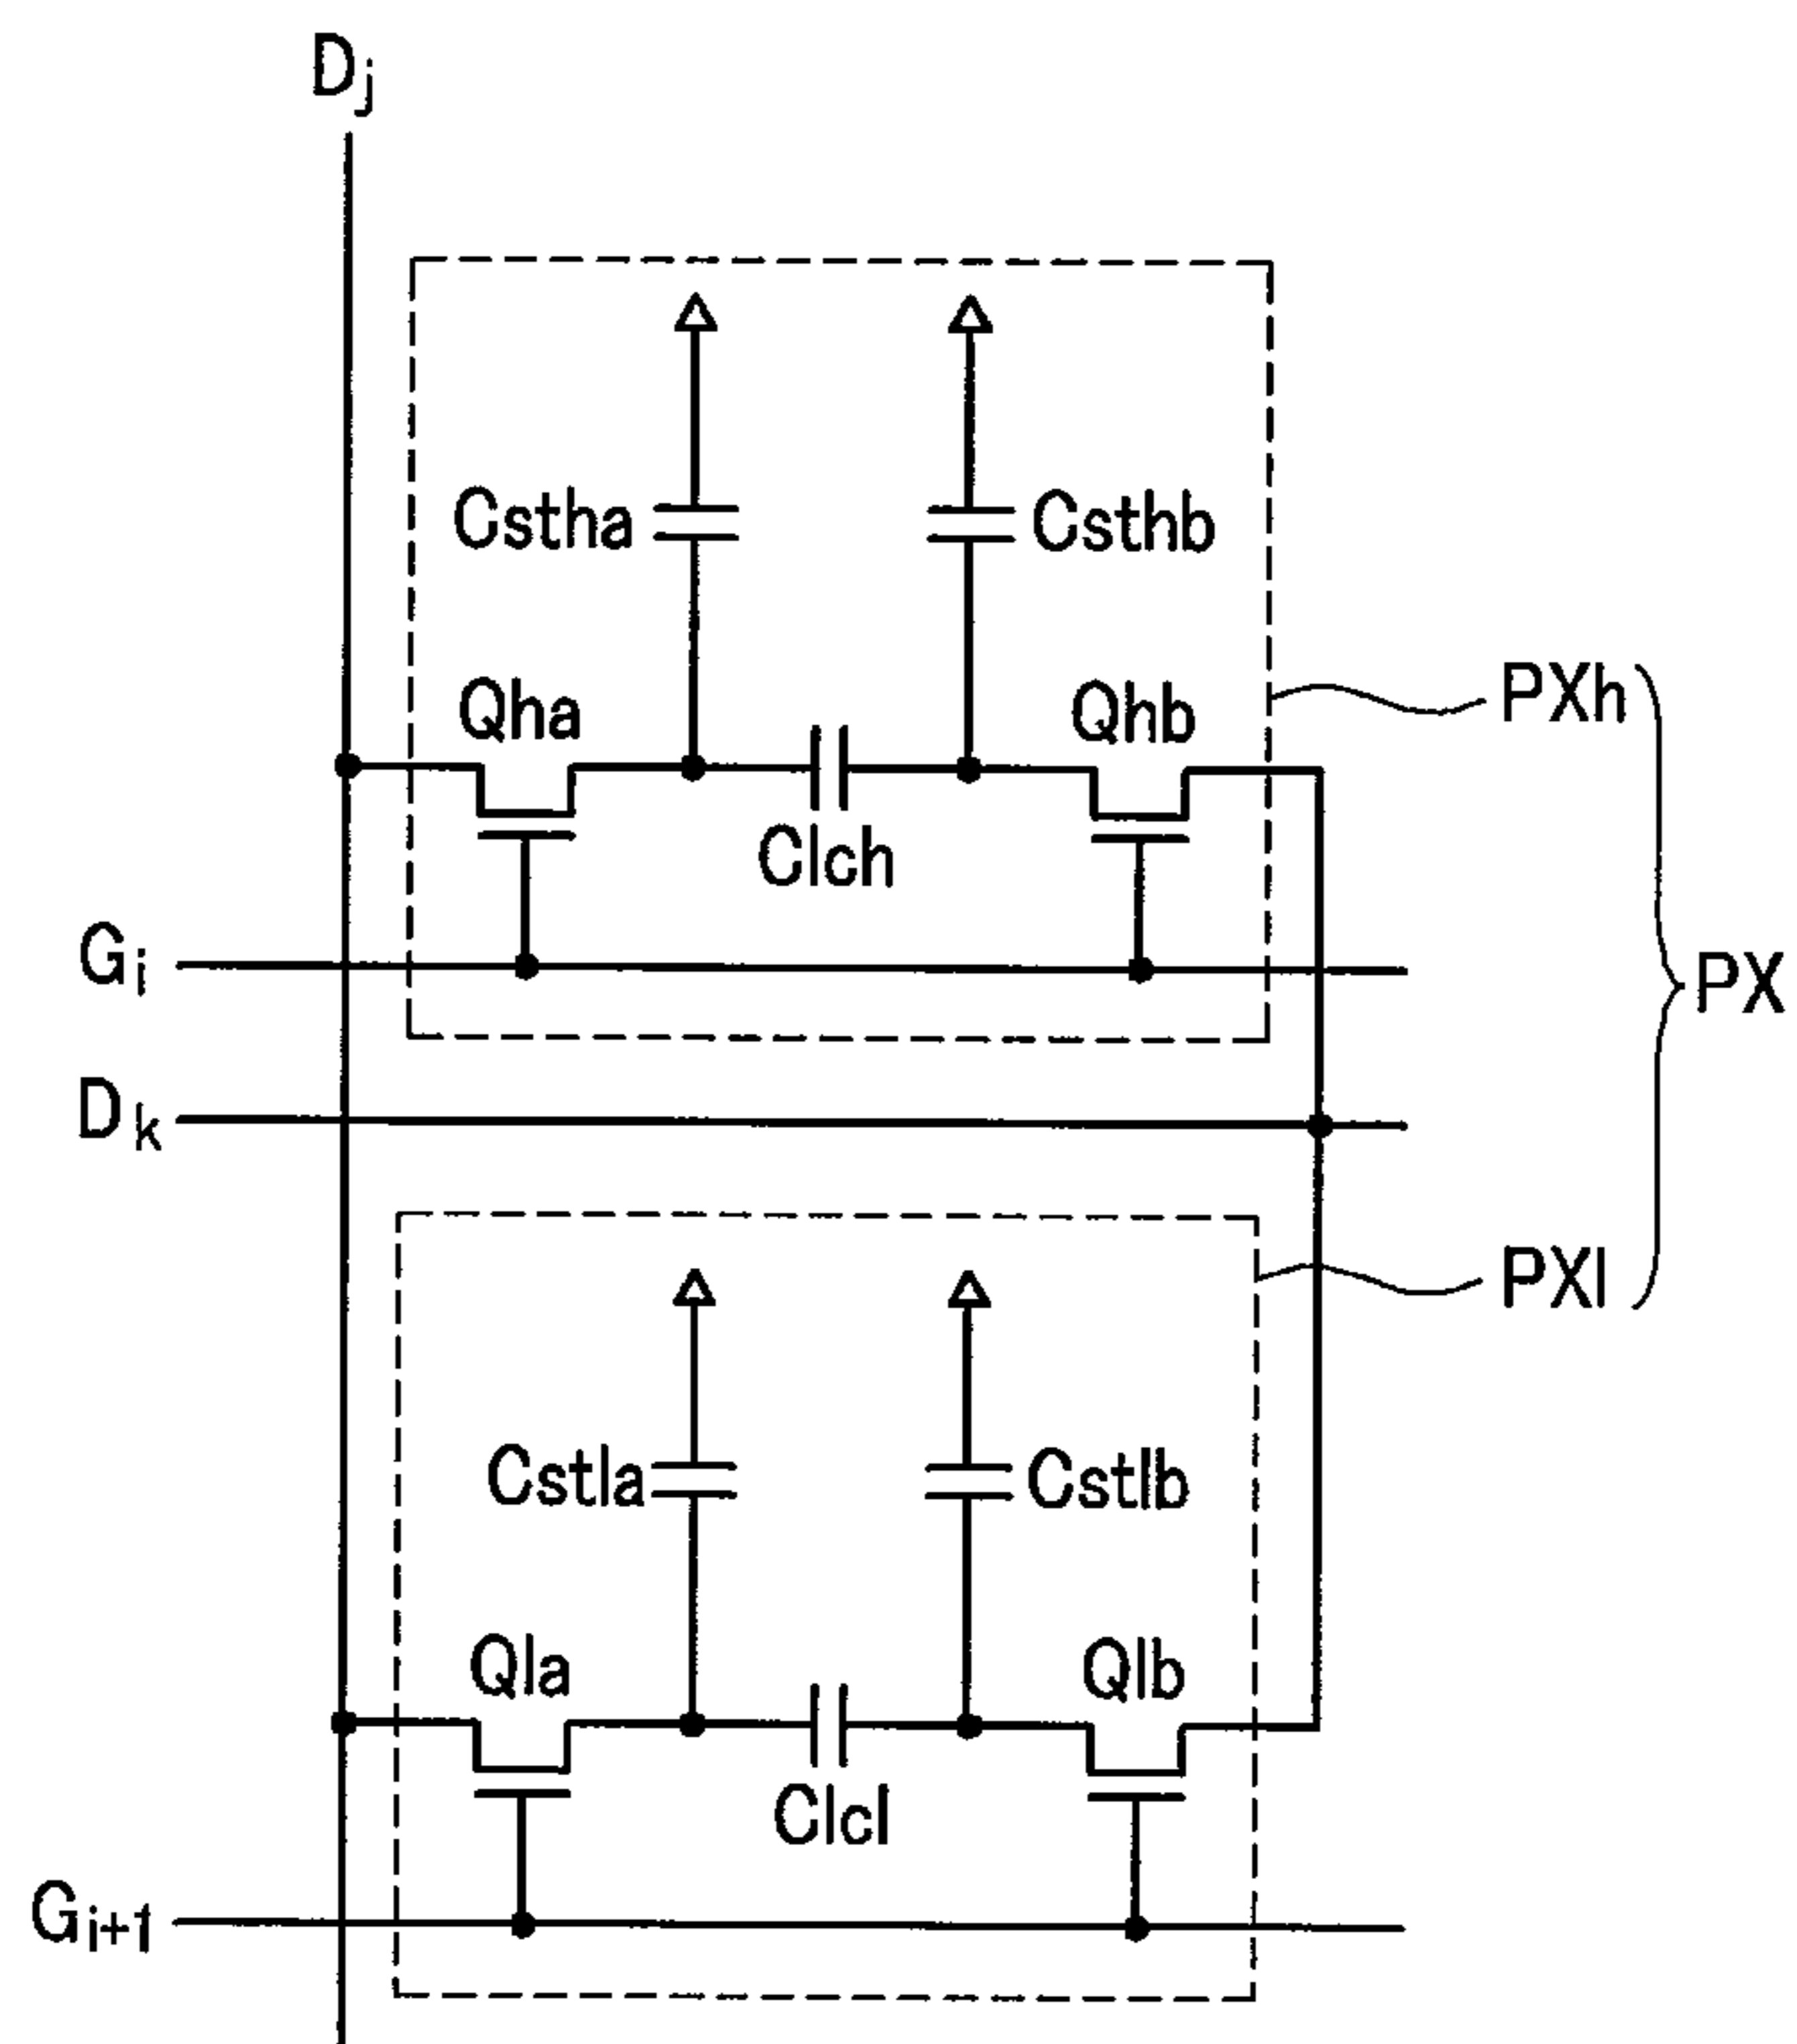 Dj
Cstha
Csthb
PXh
Qha
Qhb
Clch
Gi
PX
Dk
PXl
Cstla
Cstlb
Qla
Qlb
Clcl
Gi+1